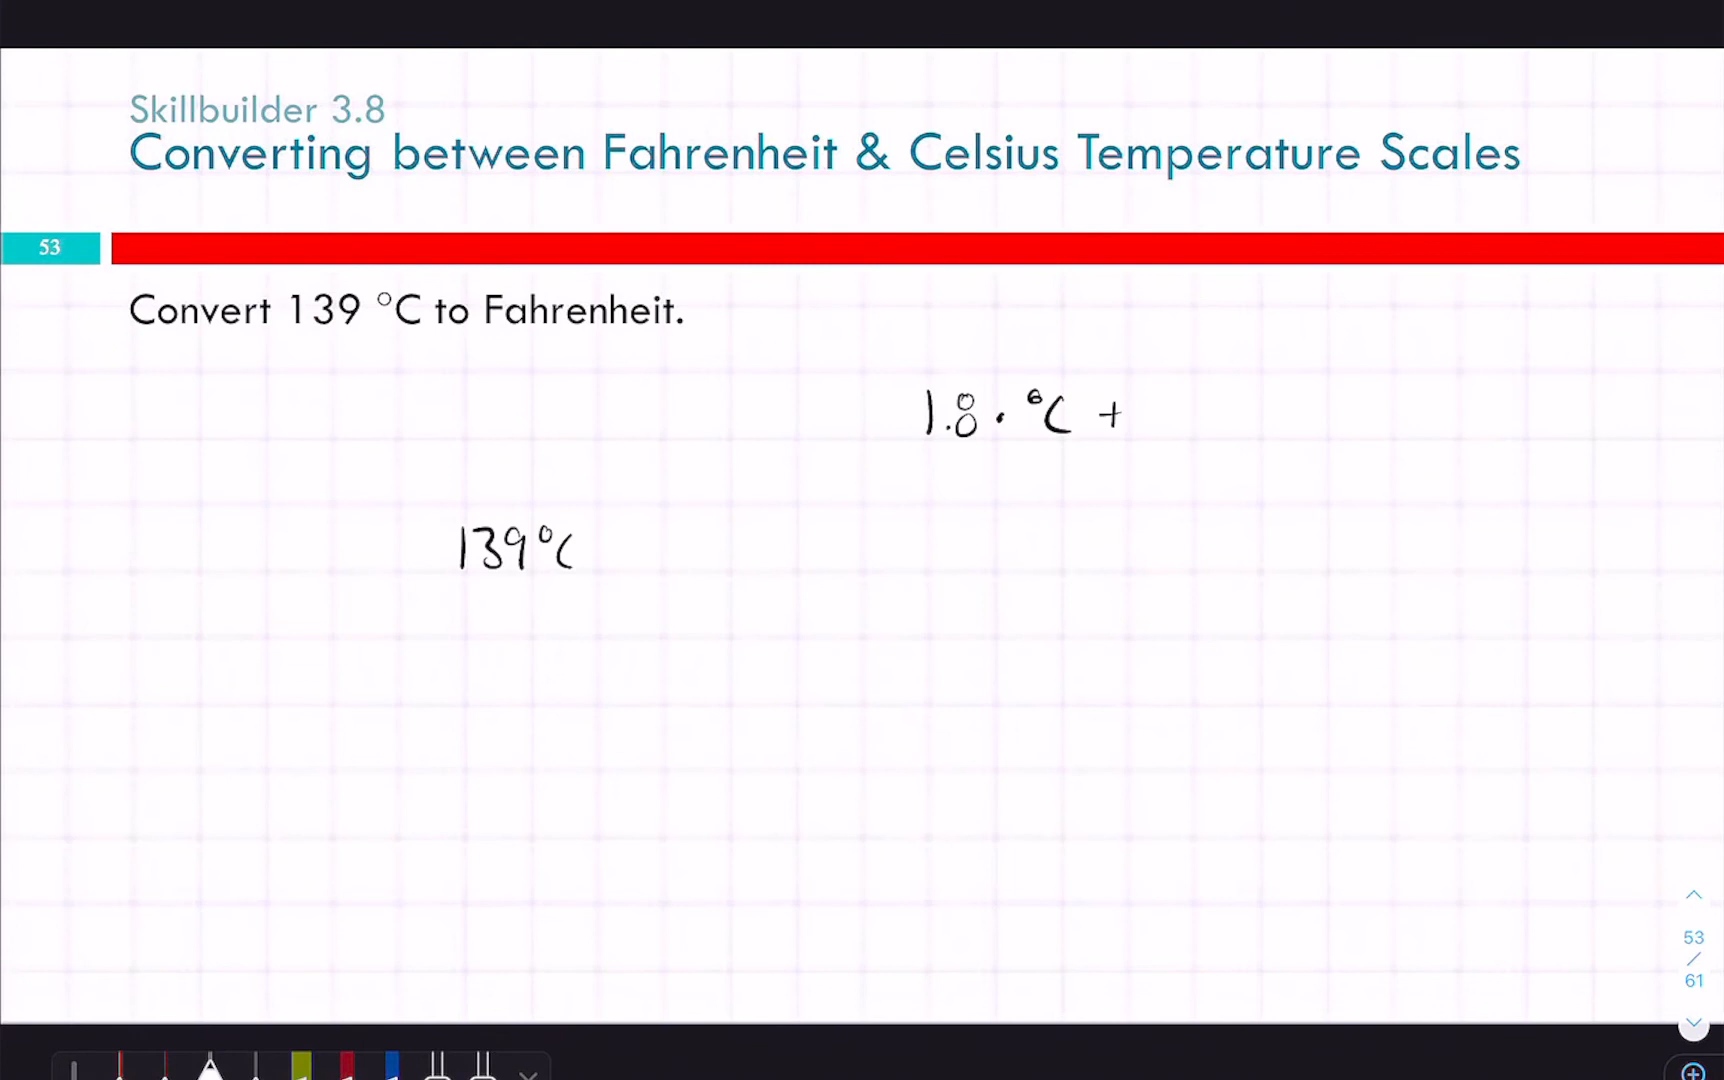 Skillbuilder 3.8
Converting between Fahrenheit & Celsius Temperature Scales
53
Convert 139 °C to Fahrenheit.
1.8 · °C +
139°C
53
/
61